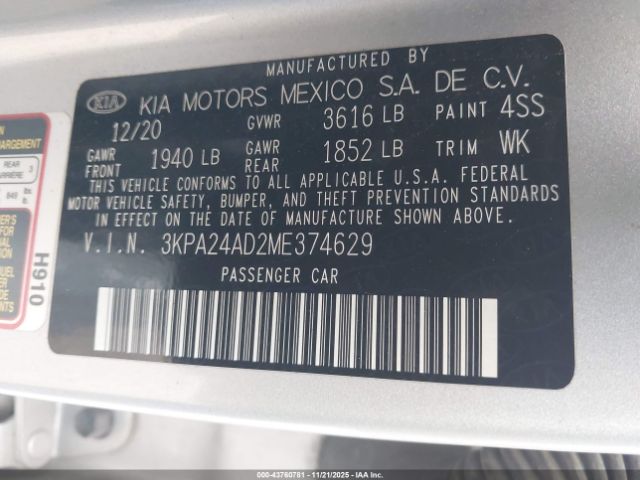 MANUFACTURED BY
KIA KIA MOTORS MEXICO S.A. DE C.V.
12/20 GVWR 3616 LB PAINT 4SS
GAWR FRONT 1940 LB GAWR REAR 1852 LB TRIM WK
THIS VEHICLE CONFORMS TO ALL APPLICABLE U.S.A. FEDERAL
MOTOR VEHICLE SAFETY, BUMPER, AND THEFT PREVENTION STANDARDS
IN EFFECT ON THE DATE OF MANUFACTURE SHOWN ABOVE.
V.I.N. 3KPA24AD2ME374629
PASSENGER CAR
REAR 3
H910
000-43760761 - 11/21/2025 - IAA Inc.